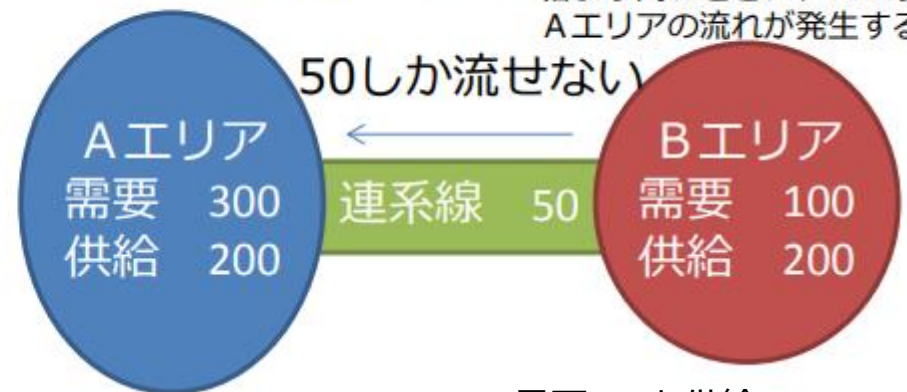 Aエリアの流れが発生する
50しか流せない
Aエリア
需要 300
供給 200
連系線 50
Bエリア
需要 100
供給 200